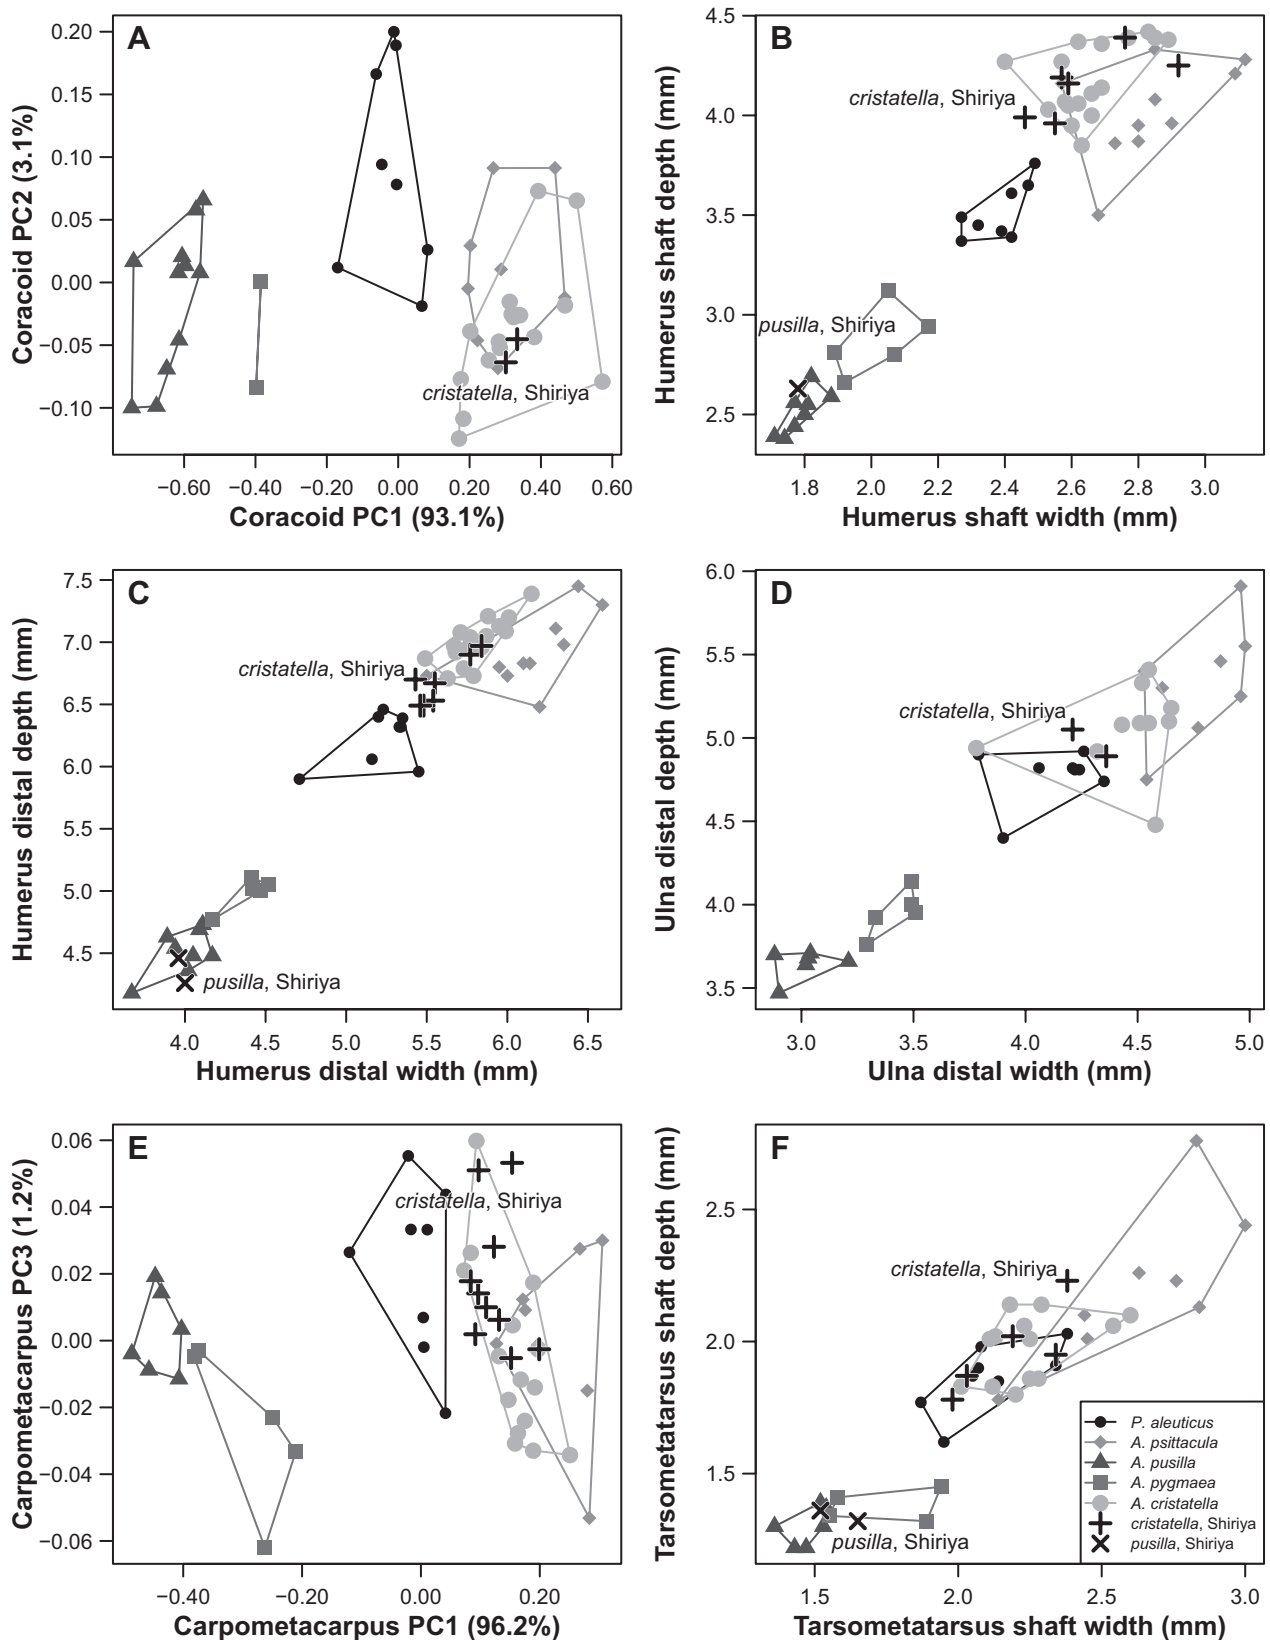 A
Coracoid PC2 (3.1%)
0.20
0.15
0.10
0.05
0.00
−0.05
−0.10
cristatella, Shiriya
−0.60 −0.40 −0.20 0.00 0.20 0.40 0.60
Coracoid PC1 (93.1%)
B
Humerus shaft depth (mm)
4.5
4.0
3.5
3.0
2.5
cristatella, Shiriya
pusilla, Shiriya
1.8 2.0 2.2 2.4 2.6 2.8 3.0
Humerus shaft width (mm)
C
Humerus distal depth (mm)
7.5
7.0
6.5
6.0
5.5
5.0
4.5
cristatella, Shiriya
pusilla, Shiriya
4.0 4.5 5.0 5.5 6.0 6.5
Humerus distal width (mm)
D
Ulna distal depth (mm)
6.0
5.5
5.0
4.5
4.0
3.5
cristatella, Shiriya
3.0 3.5 4.0 4.5 5.0
Ulna distal width (mm)
E
Carpometacarpus PC3 (1.2%)
0.06
0.04
0.02
0.00
−0.02
−0.04
−0.06
cristatella, Shiriya
−0.40 −0.20 0.00 0.20
Carpometacarpus PC1 (96.2%)
F
Tarsometatarsus shaft depth (mm)
2.5
2.0
1.5
cristatella, Shiriya
pusilla, Shiriya
P. aleuticus
A. psittacula
A. pusilla
A. pygmaea
A. cristatella
cristatella, Shiriya
pusilla, Shiriya
1.5 2.0 2.5 3.0
Tarsometatarsus shaft width (mm)